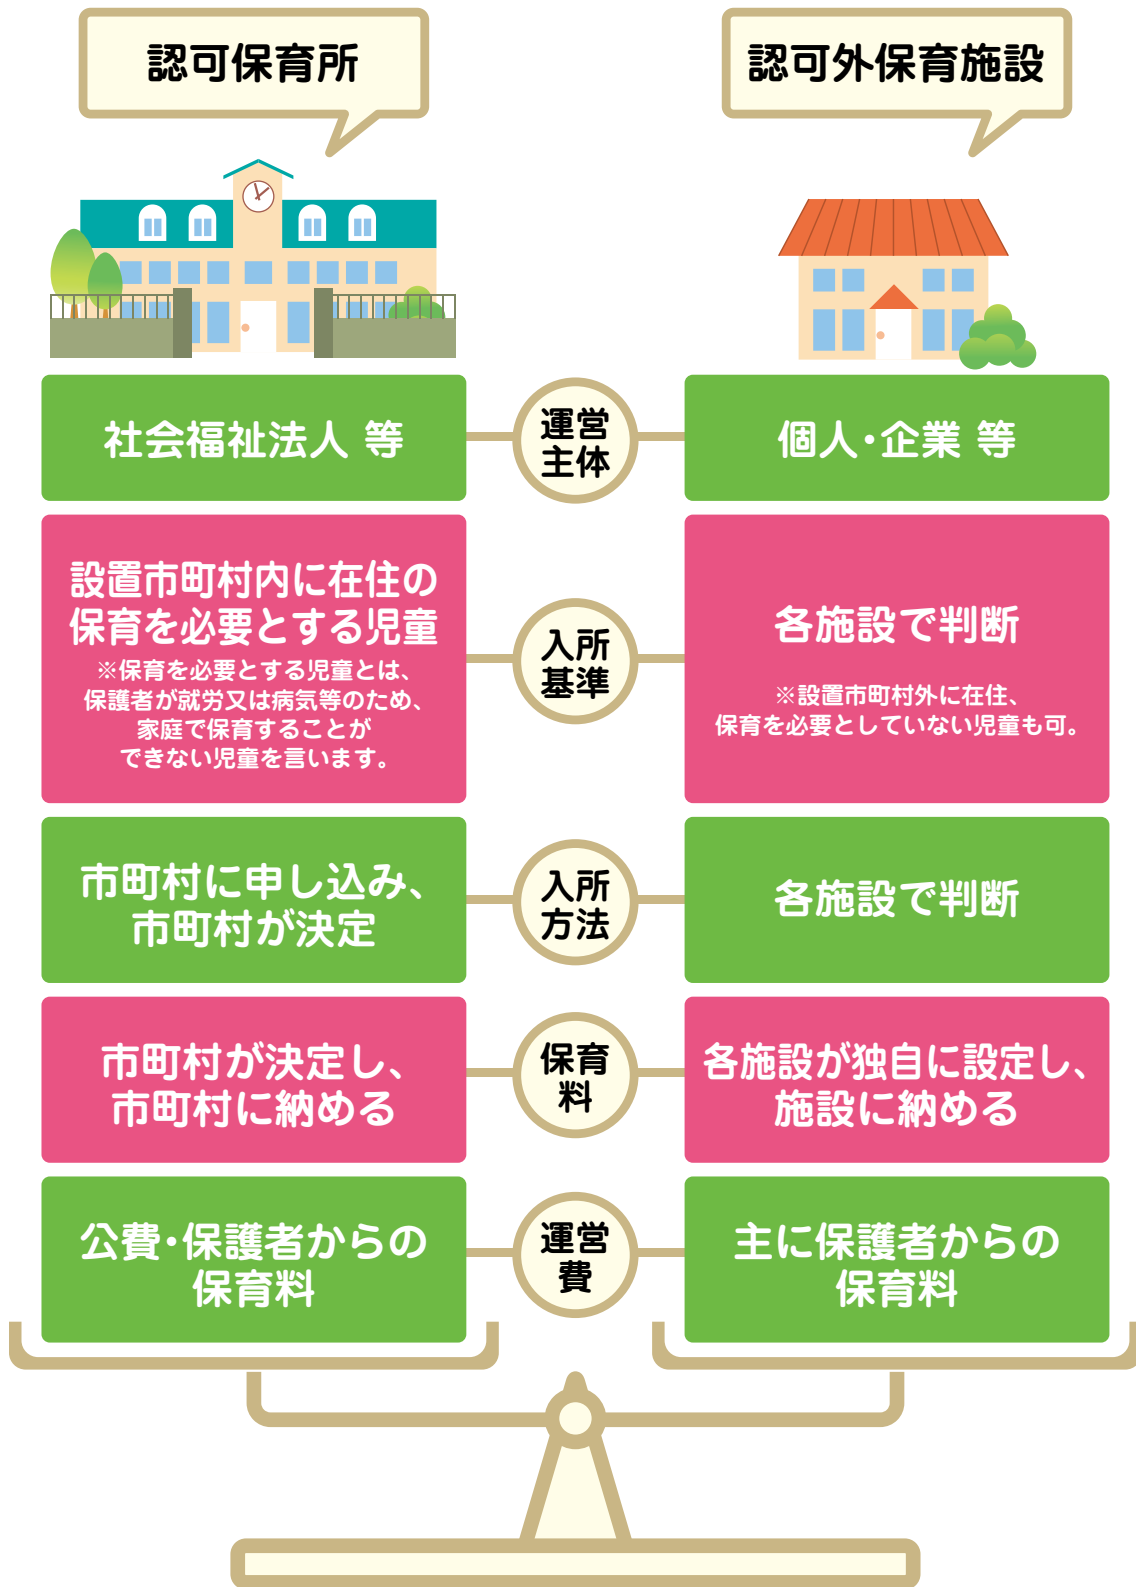 認可保育所
認可外保育施設
社会福祉法人 等
運営
主体
個人・企業 等
設置市町村内に在住の
保育を必要とする児童
※保育を必要とする児童とは、
保護者が就労又は病気等のため、
家庭で保育することが
できない児童を言います。
入所
基準
各施設で判断
※設置市町村外に在住、
保育を必要としていない児童も可。
市町村に申し込み、
市町村が決定
入所
方法
各施設で判断
市町村が決定し、
市町村に納める
保育
料
各施設が独自に設定し、
施設に納める
公費・保護者からの
保育料
運営
費
主に保護者からの
保育料